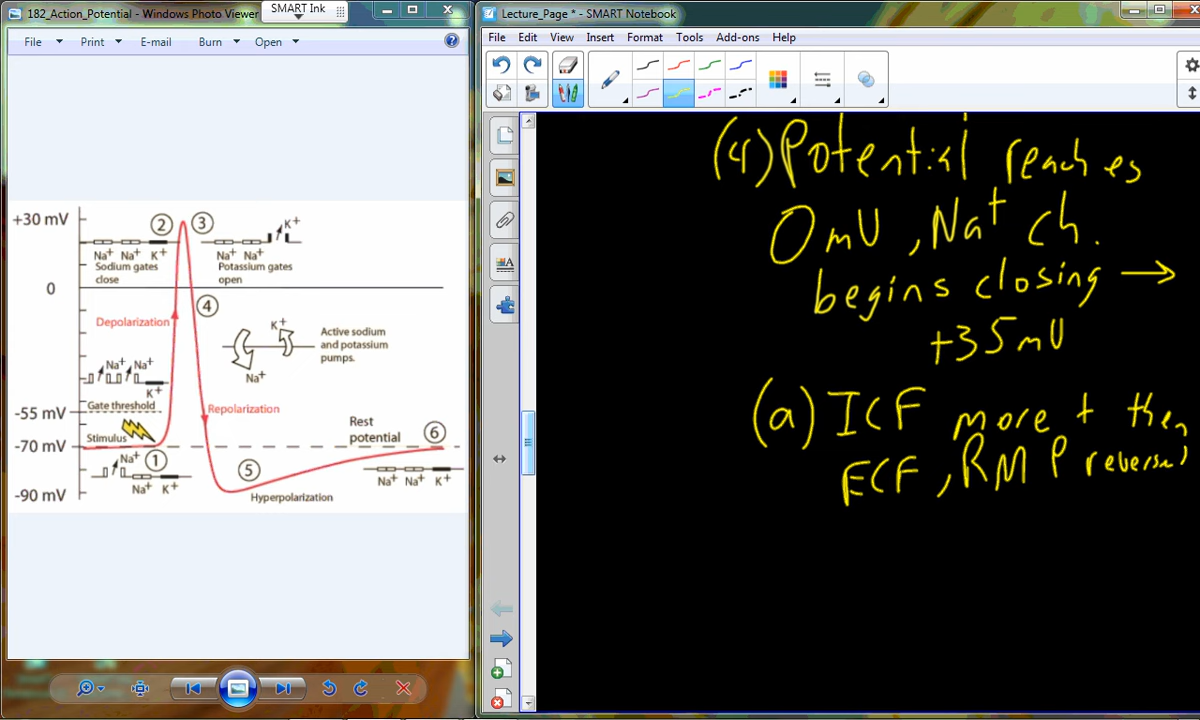 182_Action_Potential - Windows Photo Viewer
SMART Ink
File
Print
E-mail
Burn
Open
+30 mV
0
-55 mV
-70 mV
-90 mV
2
3
K+
Na+ Na+ K+
Sodium gates
close
Na+ Na+
Potassium gates
open
4
Depolarization
K+
Na+
Active sodium
and potassium
pumps.
Na+ Na+
K+
Gate threshold
Repolarization
Stimulus
Rest
potential
6
Na+
1
Na+ K+
5
Hyperpolarization
Na+ Na+ K+
Lecture_Page * - SMART Notebook
File Edit View Insert Format Tools Add-ons Help
(4) Potential reaches
0mV, Na+ ch.
begins closing →
+35mV
(a) ICF more + then
ECF, RMP reversed